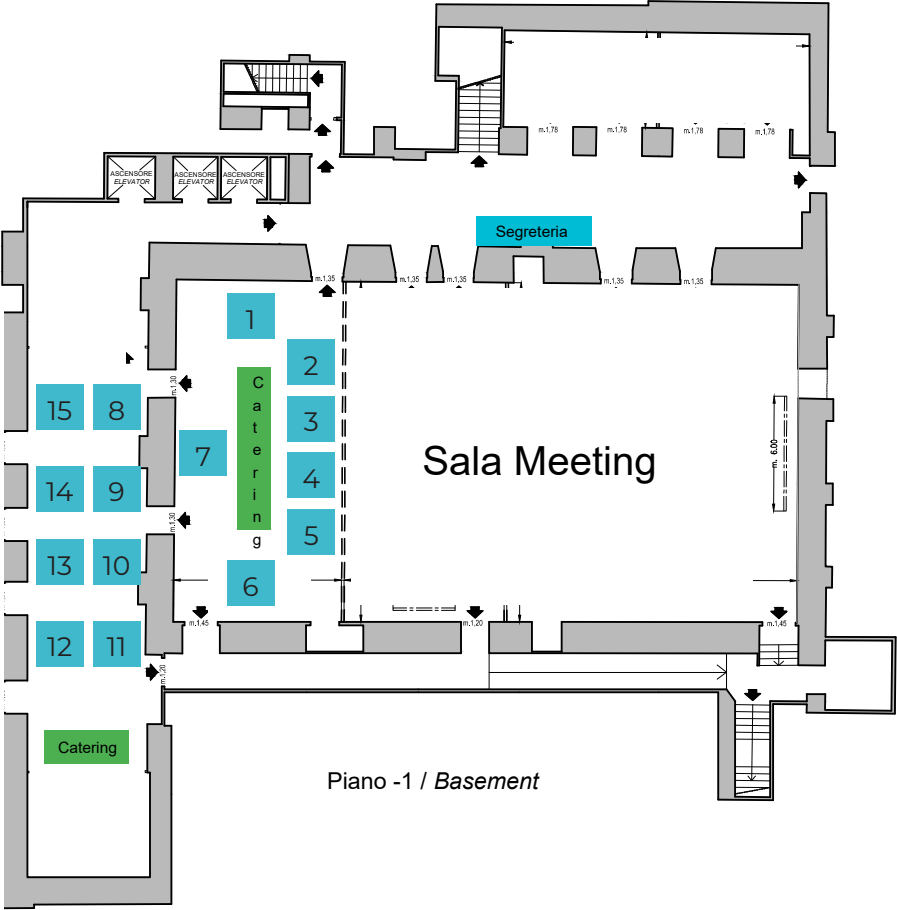 m.1,78
m.1,78
m.1,78
m.1,78
ASCENSORE
ELEVATOR
ASCENSORE
ELEVATOR
ASCENSORE
ELEVATOR
Segreteria
m.1,35
m.1,35
m.1,35
m.1,35
m.1,35
1
2
3
4
5
6
7
Catering
m.1,30
m.1,30
15
8
14
9
13
10
12
11
Sala Meeting
m. 6.00
m.1,45
m.1,20
m.1,45
m.1,20
Catering
Piano -1 / Basement